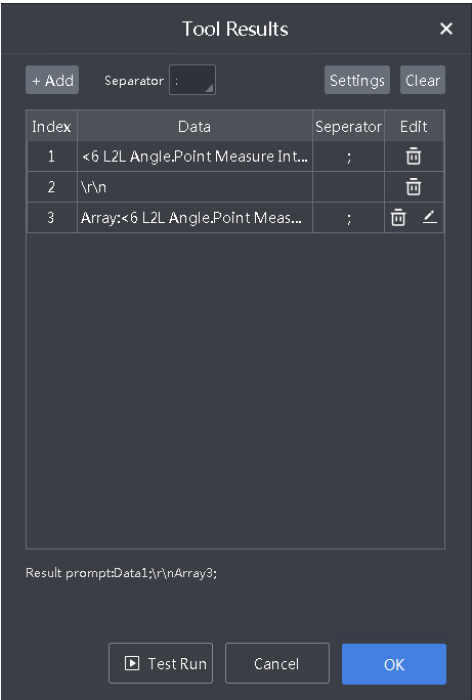 Tool Results
+ Add Separator ; Settings Clear
Index Data Seperator Edit
1 <6 L2L Angle.Point Measure Int... ;
2 \r\n
3 Array:<6 L2L Angle.Point Meas... ;
Result prompt:Data1;\r\nArray3;
Test Run Cancel OK